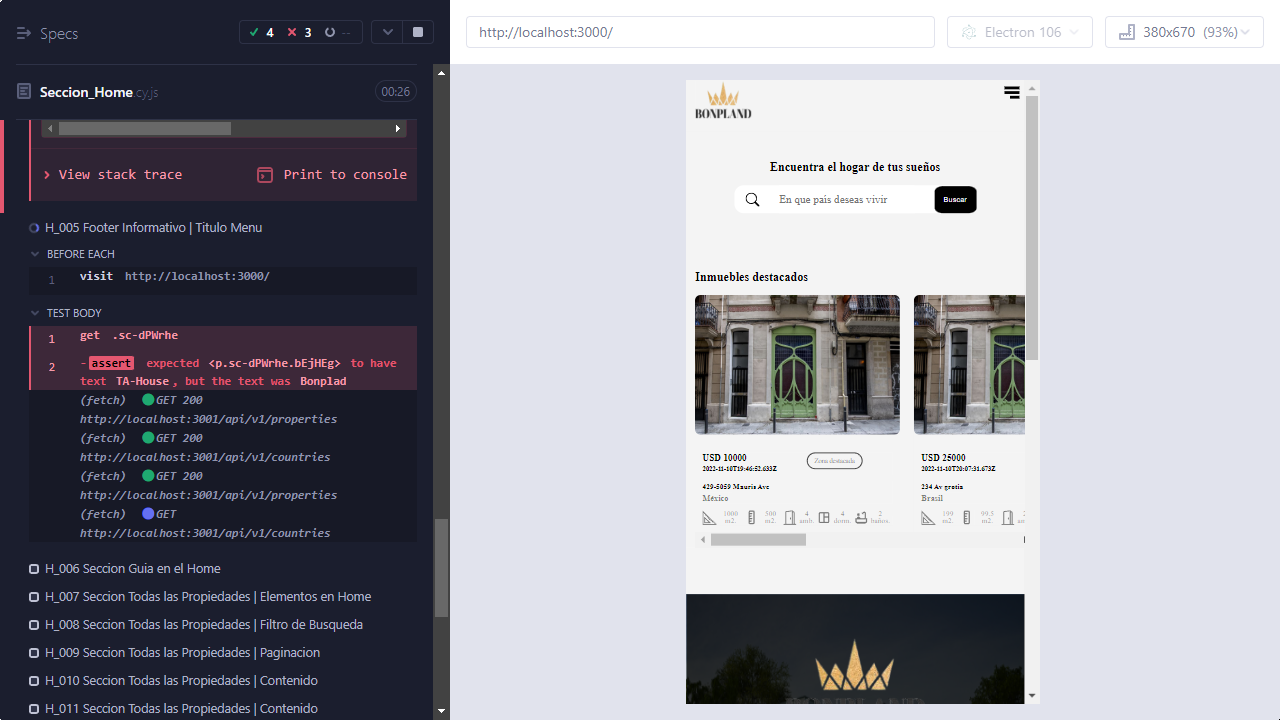 Specs
4
3
--
http://localhost:3000/
Electron 106
380x670 (93%)
Seccion_Home.cy.js
00:26
View stack trace
Print to console
H_005 Footer Informativo | Titulo Menu
BEFORE EACH
1 visit http://localhost:3000/
TEST BODY
1 get .sc-dPWrhe
2 -assert expected <p.sc-dPWrhe.bEjHEg> to have
text TA-House, but the text was Bonplad
(fetch) GET 200
http://localhost:3001/api/v1/properties
(fetch) GET 200
http://localhost:3001/api/v1/countries
(fetch) GET 200
http://localhost:3001/api/v1/properties
(fetch) GET
http://localhost:3001/api/v1/countries
H_006 Seccion Guia en el Home
H_007 Seccion Todas las Propiedades | Elementos en Home
H_008 Seccion Todas las Propiedades | Filtro de Busqueda
H_009 Seccion Todas las Propiedades | Paginacion
H_010 Seccion Todas las Propiedades | Contenido
H_011 Seccion Todas las Propiedades | Contenido
BONPLAND
Encuentra el hogar de tus sueños
En que país deseas vivir
Buscar
Inmuebles destacados
USD 10000
Zona destacada
2022-11-10T19:46:52.633Z
429-5059 Mauris Ave
México
1000 m2.
500 m2.
4 amb.
4 dorm.
2 baños.
USD 25000
2022-11-10T20:07:31.673Z
234 Av gratia
Brasil
199 m2.
99.5 m2.
BONPLAND